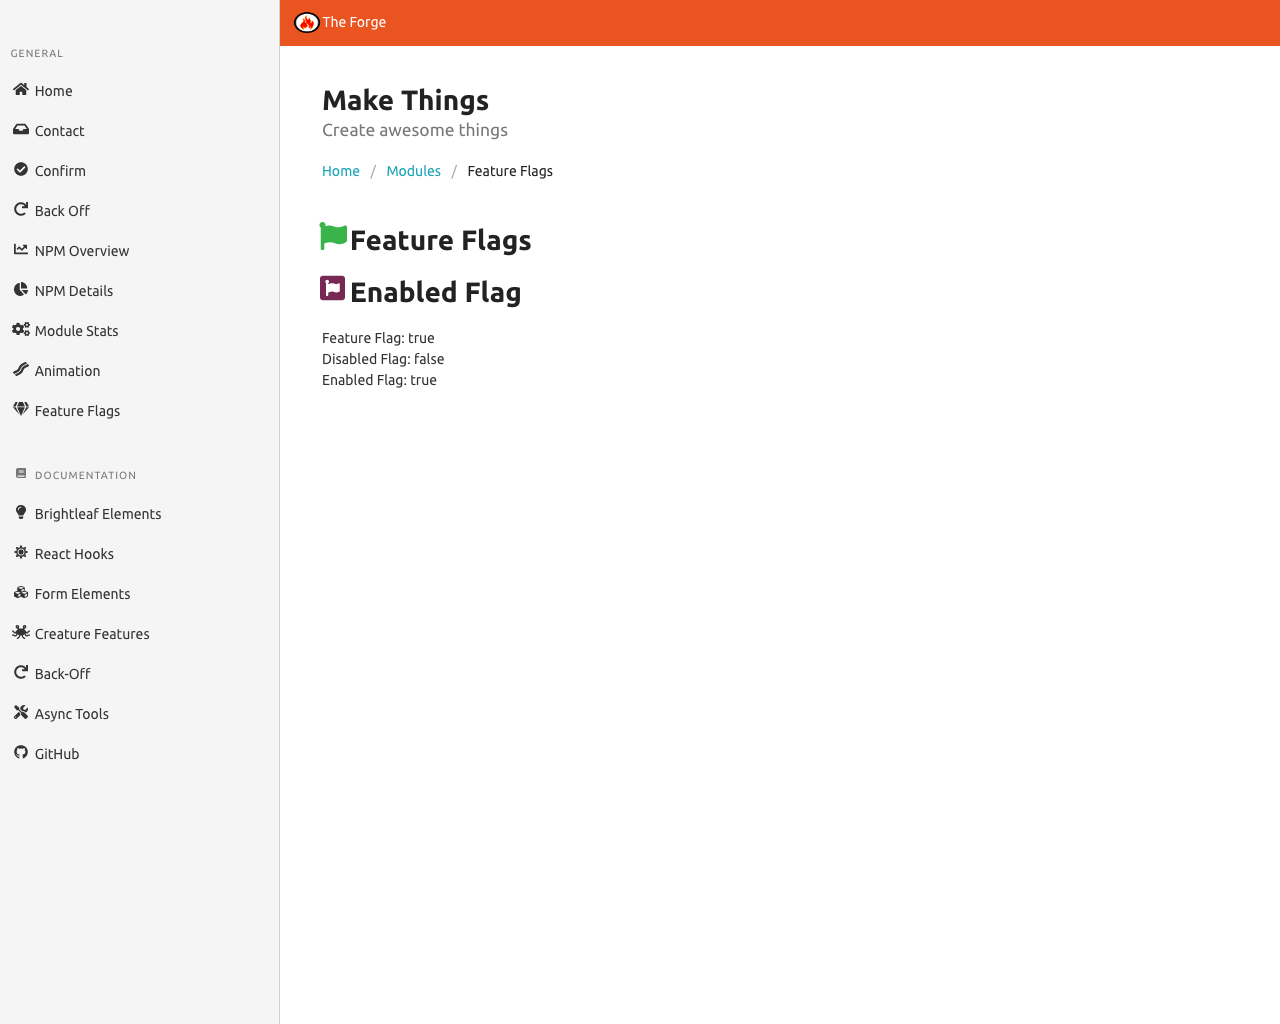 The Forge
GENERAL
Home
Contact
Confirm
Back Off
NPM Overview
NPM Details
Module Stats
Animation
Feature Flags
DOCUMENTATION
Brightleaf Elements
React Hooks
Form Elements
Creature Features
Back-Off
Async Tools
GitHub
Make Things
Create awesome things
Home / Modules / Feature Flags
Feature Flags
Enabled Flag
Feature Flag: true
Disabled Flag: false
Enabled Flag: true